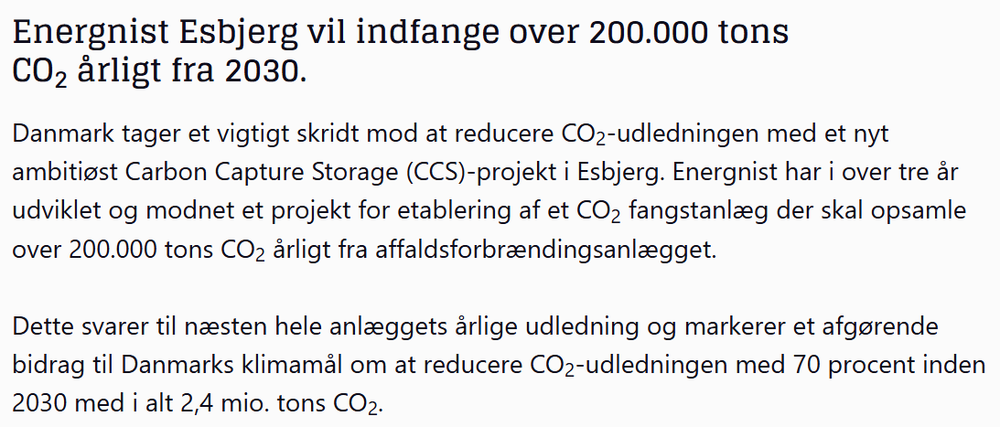 Energnist Esbjerg vil indfange over 200.000 tons
CO₂ årligt fra 2030.
Danmark tager et vigtigt skridt mod at reducere CO₂-udledningen med et nyt
ambitiøst Carbon Capture Storage (CCS)-projekt i Esbjerg. Energnist har i over tre år
udviklet og modnet et projekt for etablering af et CO₂ fangstanlæg der skal opsamle
over 200.000 tons CO₂ årligt fra affaldsforbrændingsanlægget.
Dette svarer til næsten hele anlæggets årlige udledning og markerer et afgørende
bidrag til Danmarks klimamål om at reducere CO₂-udledningen med 70 procent inden
2030 med i alt 2,4 mio. tons CO₂.